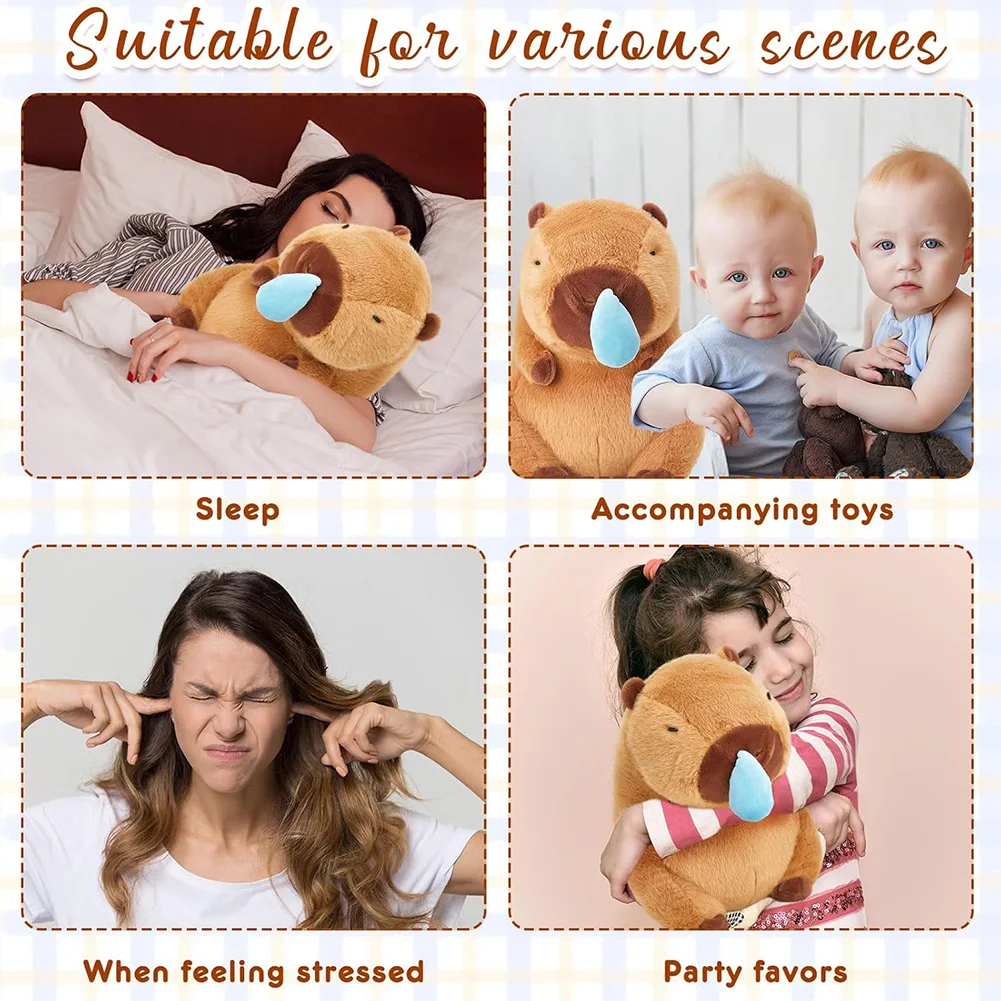 Suitable for various scenes
Sleep
Accompanying toys
When feeling stressed
Party favors